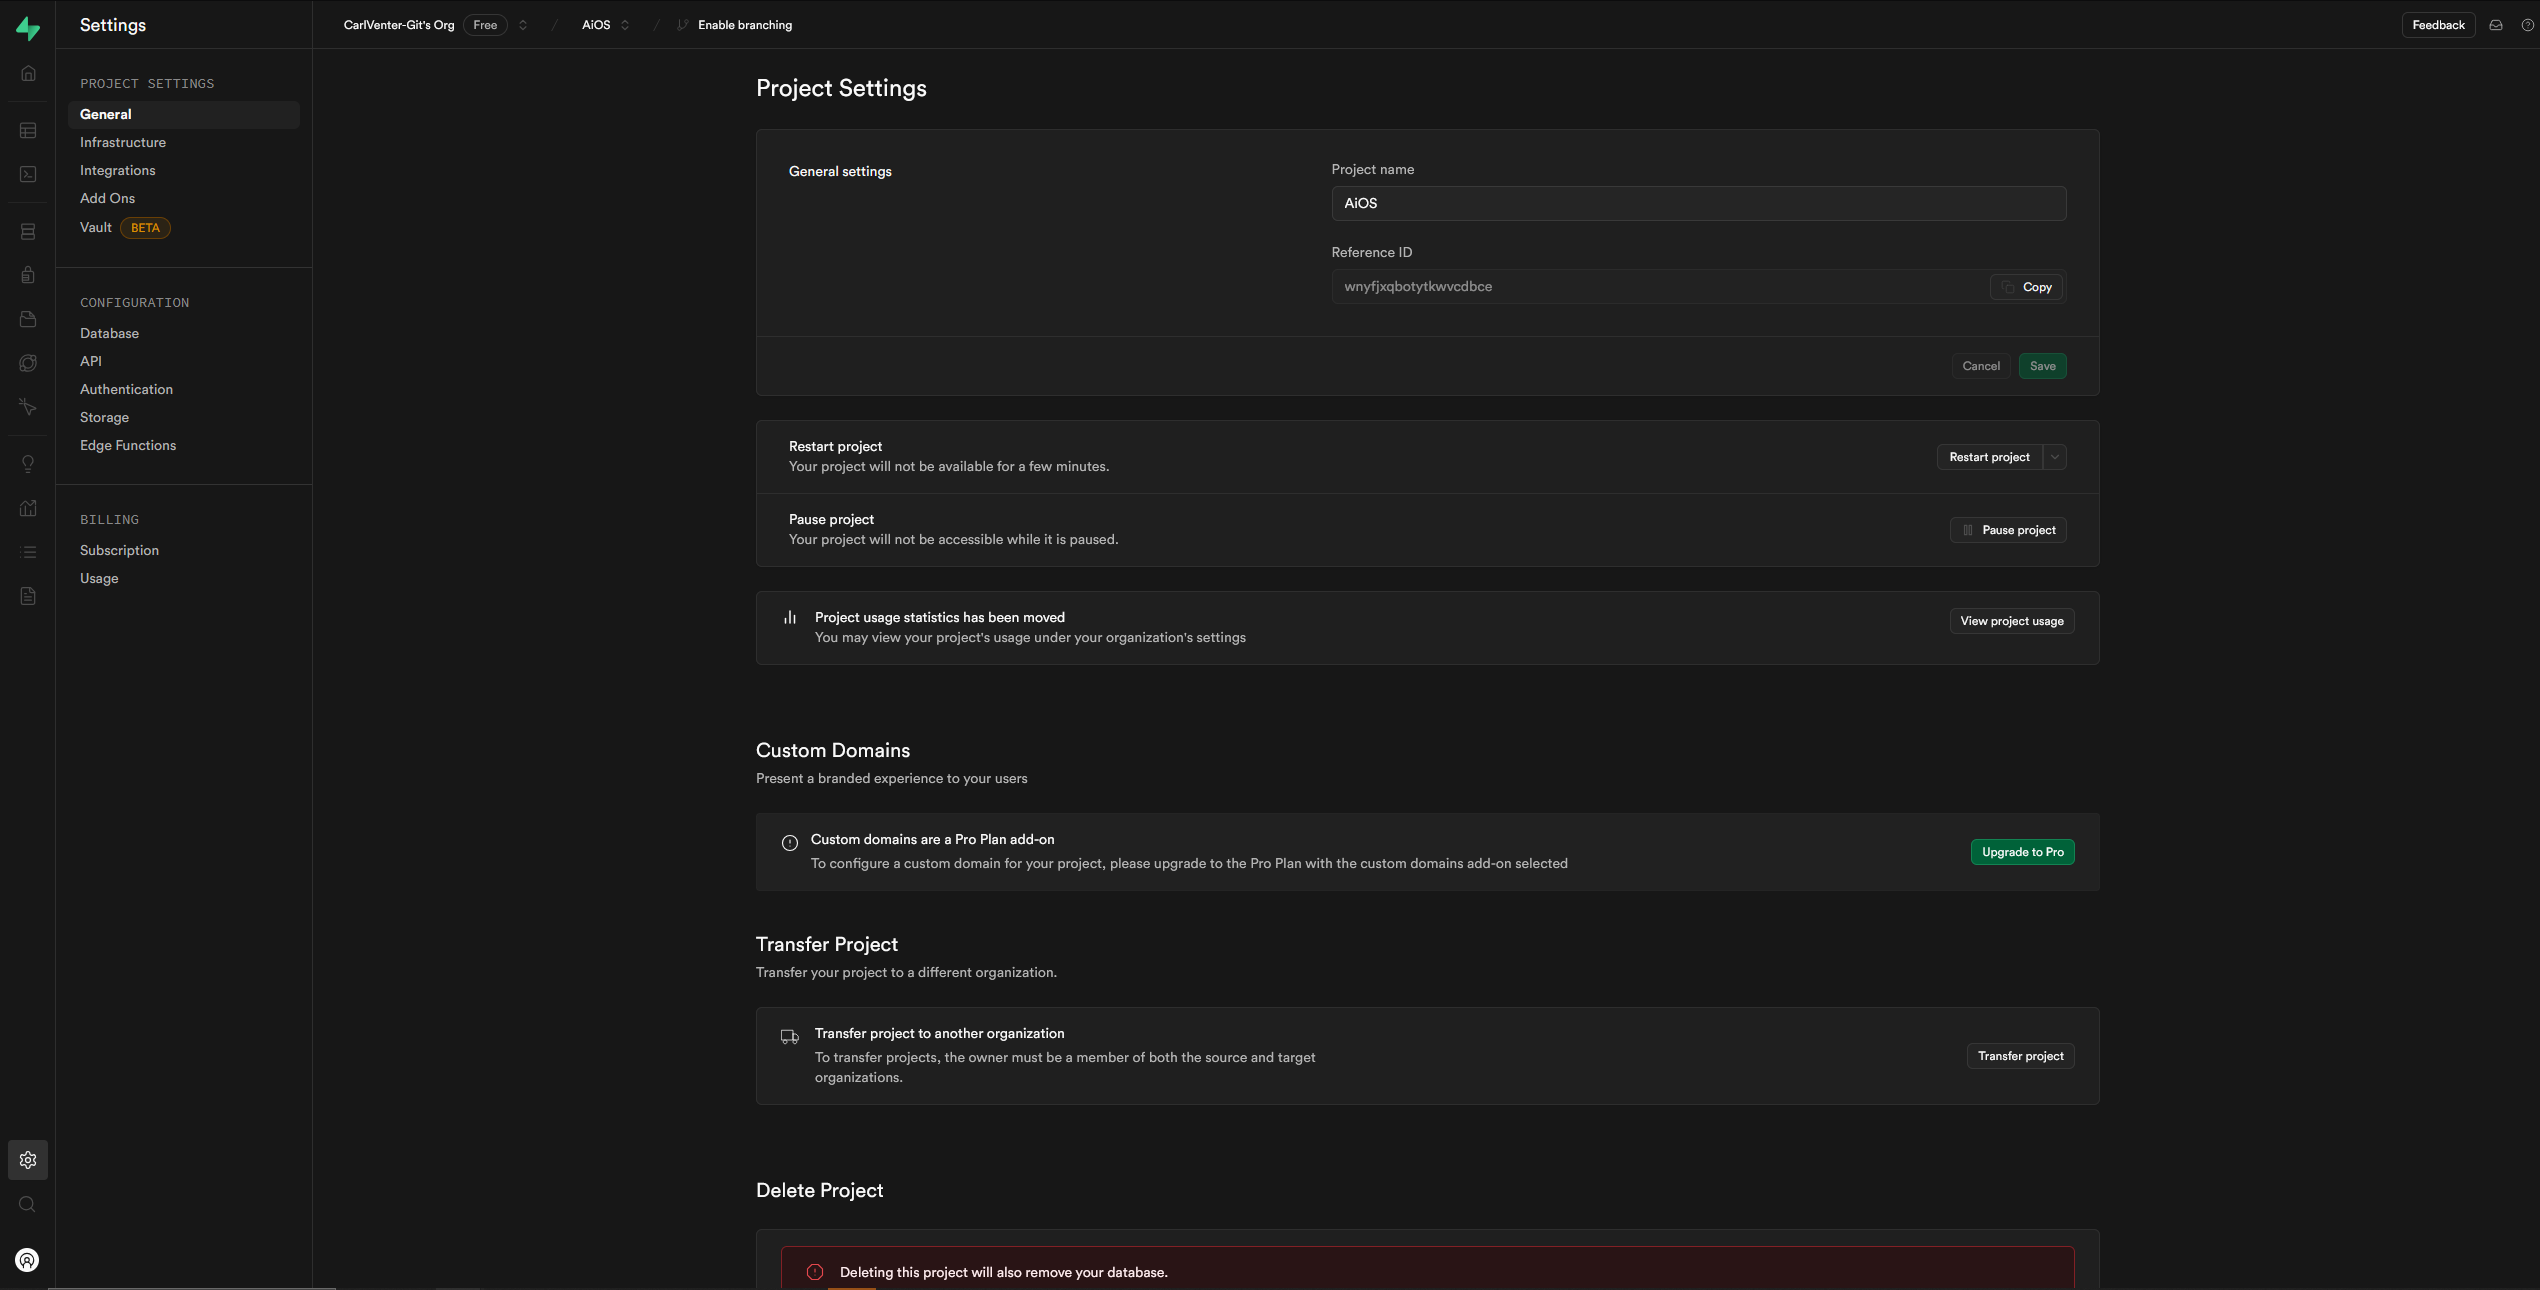 Settings
CarlVenter-Git's Org Free / AiOS / Enable branching
Feedback
PROJECT SETTINGS
General
Infrastructure
Integrations
Add Ons
Vault BETA
CONFIGURATION
Database
API
Authentication
Storage
Edge Functions
BILLING
Subscription
Usage
Project Settings
General settings
Project name
AiOS
Reference ID
wnyfjxqbotytkwvcdbce
Copy
Cancel
Save
Restart project
Your project will not be available for a few minutes.
Restart project
Pause project
Your project will not be accessible while it is paused.
Pause project
Project usage statistics has been moved
You may view your project's usage under your organization's settings
View project usage
Custom Domains
Present a branded experience to your users
Custom domains are a Pro Plan add-on
To configure a custom domain for your project, please upgrade to the Pro Plan with the custom domains add-on selected
Upgrade to Pro
Transfer Project
Transfer your project to a different organization.
Transfer project to another organization
To transfer projects, the owner must be a member of both the source and target
organizations.
Transfer project
Delete Project
Deleting this project will also remove your database.